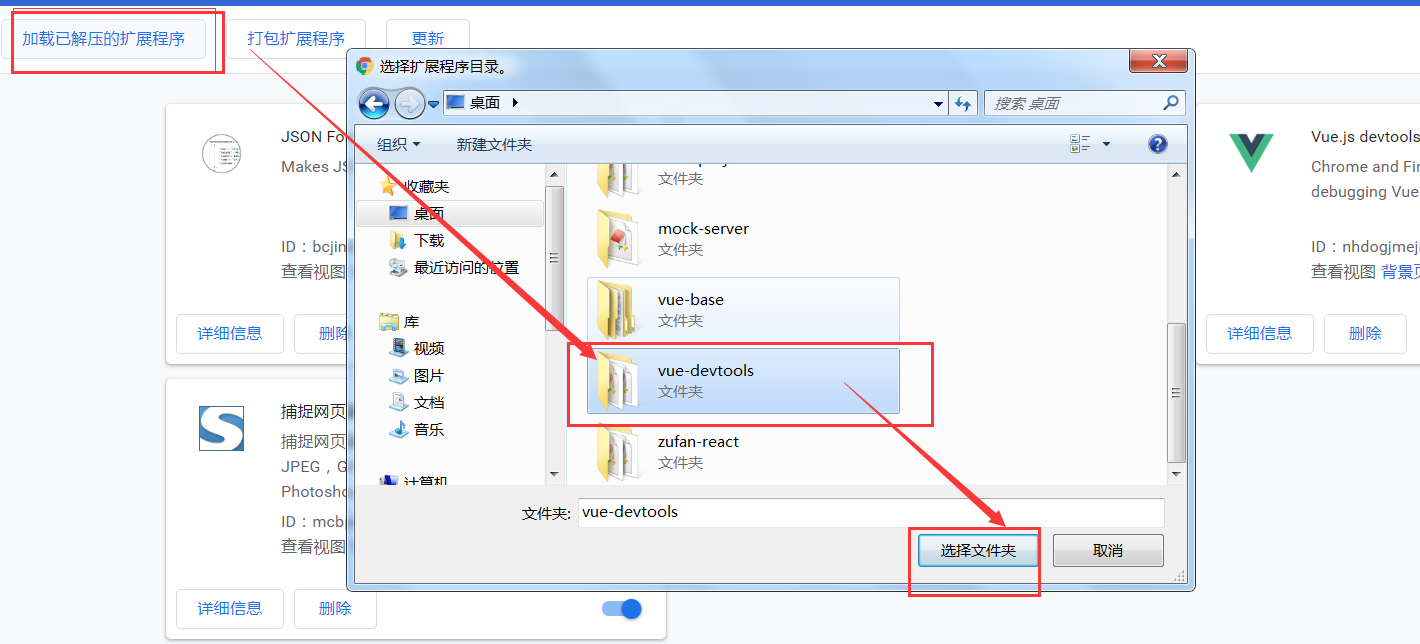 加载已解压的扩展程序
打包扩展程序
更新
选择扩展程序目录。
桌面
搜索 桌面
组织
新建文件夹
收藏夹
桌面
下载
最近访问的位置
库
视频
图片
文档
音乐
计算机
文件夹
mock-server
文件夹
vue-base
文件夹
vue-devtools
文件夹
zufan-react
文件夹
文件夹:
vue-devtools
选择文件夹
取消
JSON Fo
Makes JS
ID：bcjin
查看视图
详细信息
删除
捕捉网页
捕捉网页
JPEG，G
Photosho
ID：mcb
查看视图
详细信息
删除
Vue.js devtools
Chrome and Fir
debugging Vue.
ID：nhdogjmeji
查看视图 背景页
详细信息
删除